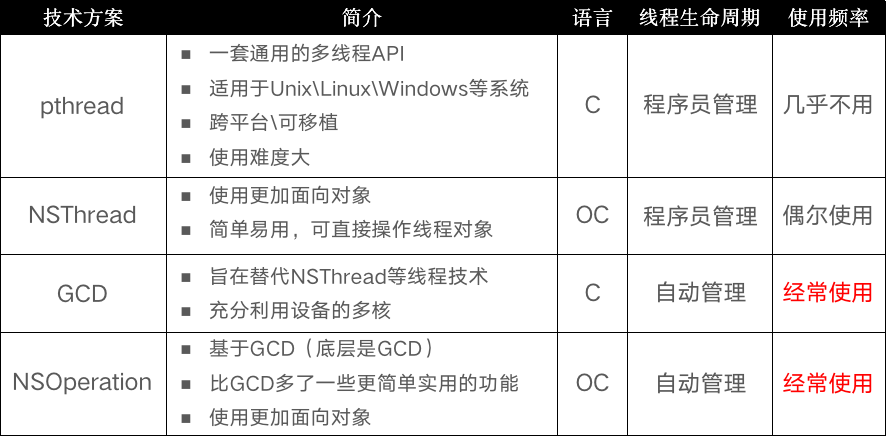 技术方案 简介 语言 线程生命周期 使用频率
pthread
■ 一套通用的多线程API
■ 适用于Unix\Linux\Windows等系统
■ 跨平台\可移植
■ 使用难度大
C
程序员管理
几乎不用
NSThread
■ 使用更加面向对象
■ 简单易用，可直接操作线程对象
OC
程序员管理
偶尔使用
GCD
■ 旨在替代NSThread等线程技术
■ 充分利用设备的多核
C
自动管理
经常使用
NSOperation
■ 基于GCD（底层是GCD）
■ 比GCD多了一些更简单实用的功能
■ 使用更加面向对象
OC
自动管理
经常使用